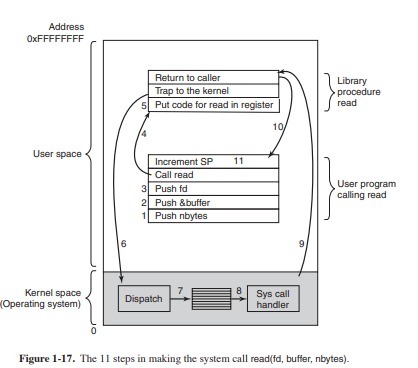 Address
0xFFFFFFFF
Return to caller
Trap to the kernel
5 Put code for read in register
Library
procedure
read
4
10
User space
Increment SP 11
Call read
3 Push fd
2 Push &buffer
1 Push nbytes
User program
calling read
6
9
Kernel space
(Operating system)
Dispatch
7
8
Sys call
handler
0
Figure 1-17. The 11 steps in making the system call read(fd, buffer, nbytes).